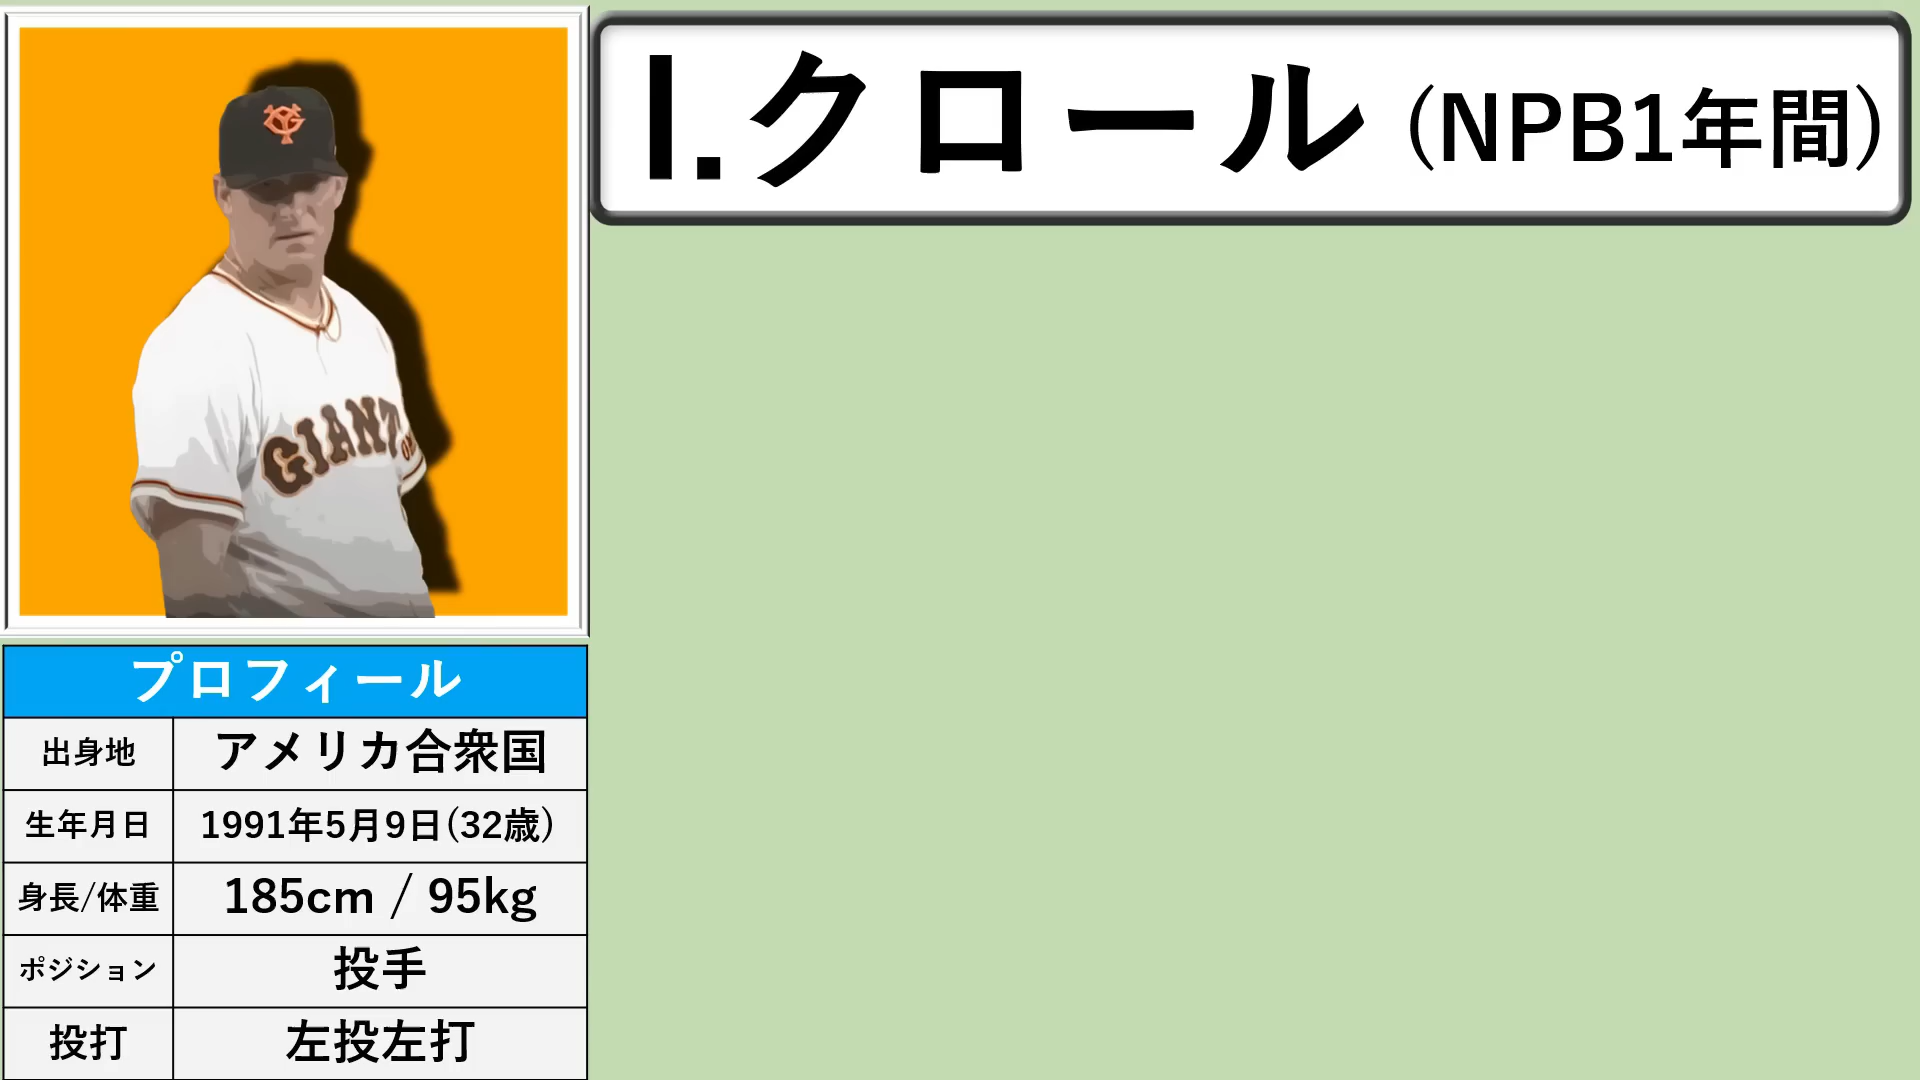 I.クロール (NPB1年間)
GIANT
プロフィール
出身地 アメリカ合衆国
生年月日 1991年5月9日(32歳)
身長/体重 185cm / 95kg
ポジション 投手
投打 左投左打